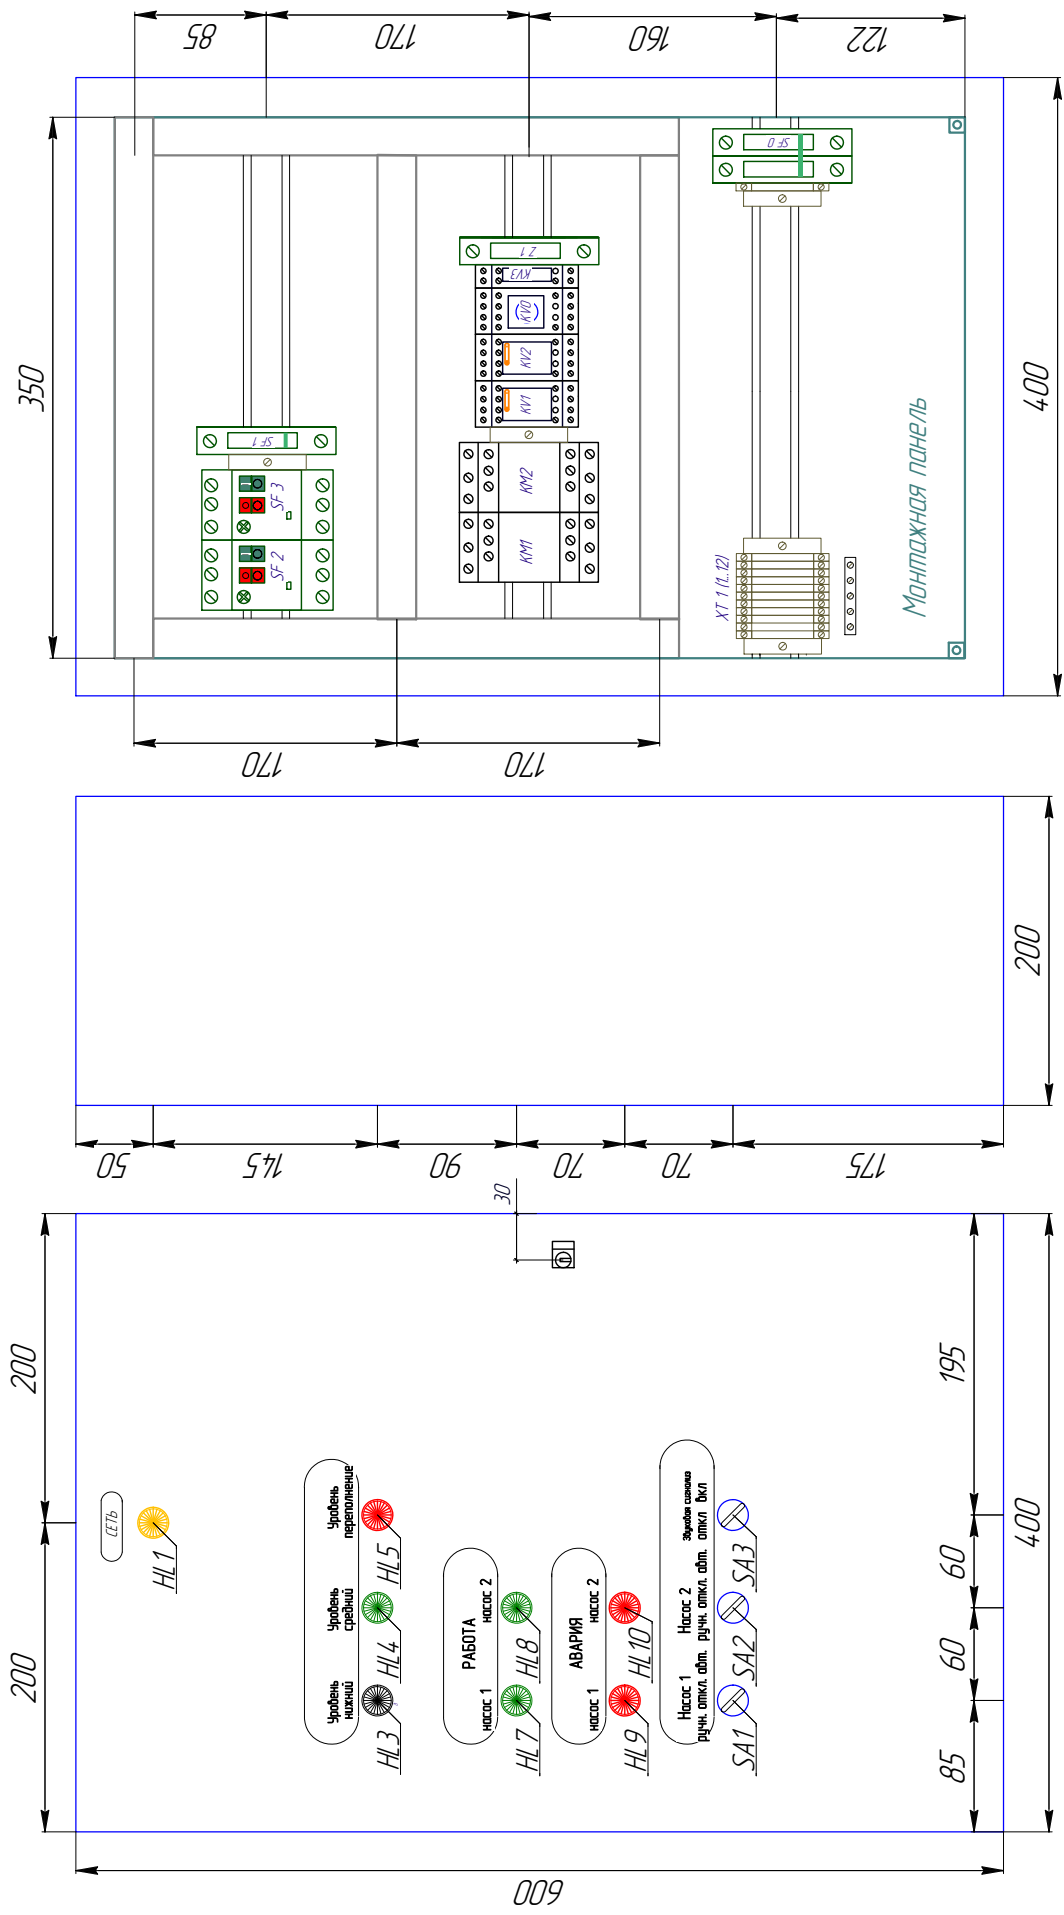 200
200
50
СЕТЬ
HL1
145
Уровень нижний
Уровень средний
Уровень переполнение
HL3
HL4
HL5
90
РАБОТА
насос 1
насос 2
HL7
HL8
30
70
АВАРИЯ
насос 1
насос 2
HL9
HL10
70
Насос 1
Насос 2
Звуковая сигнализ
ручн. откл. авт.
ручн. откл. авт.
откл вкл
SA1
SA2
SA3
175
85
60
60
195
400
600
200
350
85
170
160
122
170
170
SF 2
SF 3
SF 1
KM1
KM2
KV1
KV2
KV0
KV3
Z 1
XT 1 (1..12)
SF 0
Монтажная панель
400